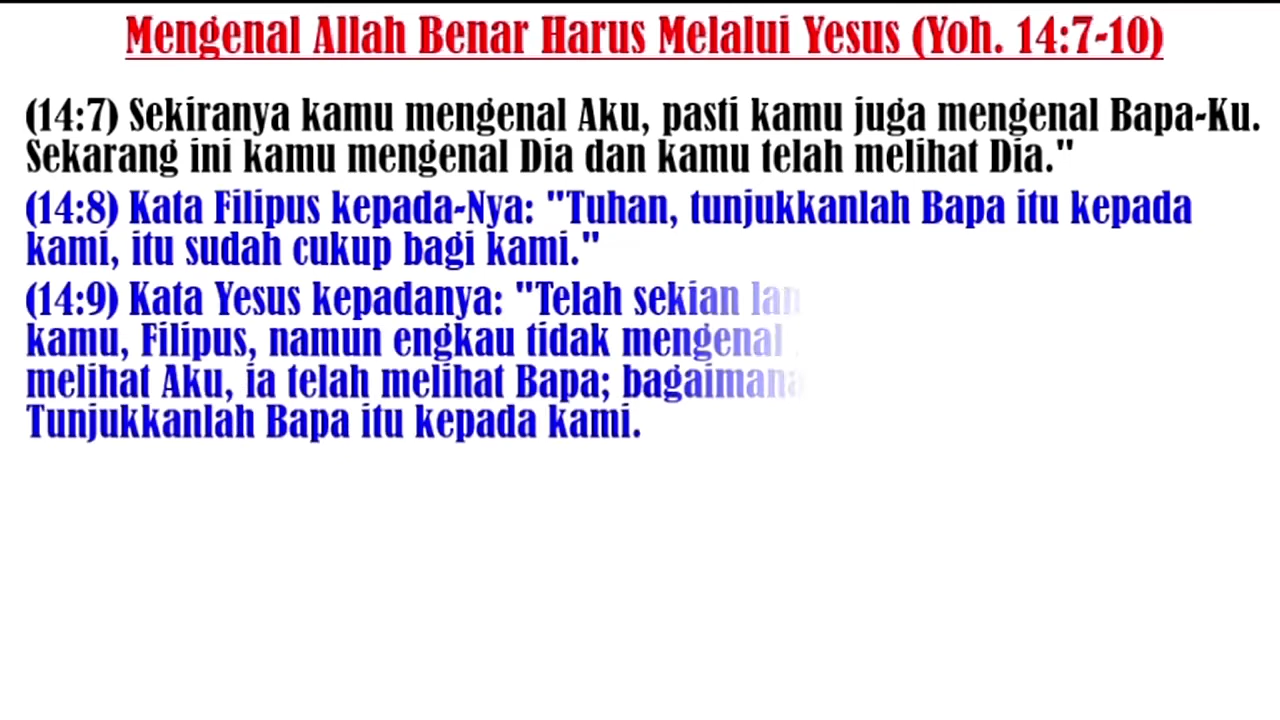 Mengenal Allah Benar Harus Melalui Yesus (Yoh. 14:7-10)
(14:7) Sekiranya kamu mengenal Aku, pasti kamu juga mengenal Bapa-Ku.
Sekarang ini kamu mengenal Dia dan kamu telah melihat Dia."
(14:8) Kata Filipus kepada-Nya: "Tuhan, tunjukkanlah Bapa itu kepada
kami, itu sudah cukup bagi kami."
(14:9) Kata Yesus kepadanya: "Telah sekian
kamu, Filipus, namun engkau tidak mengenal
melihat Aku, ia telah melihat Bapa; bagaimana
Tunjukkanlah Bapa itu kepada kami.